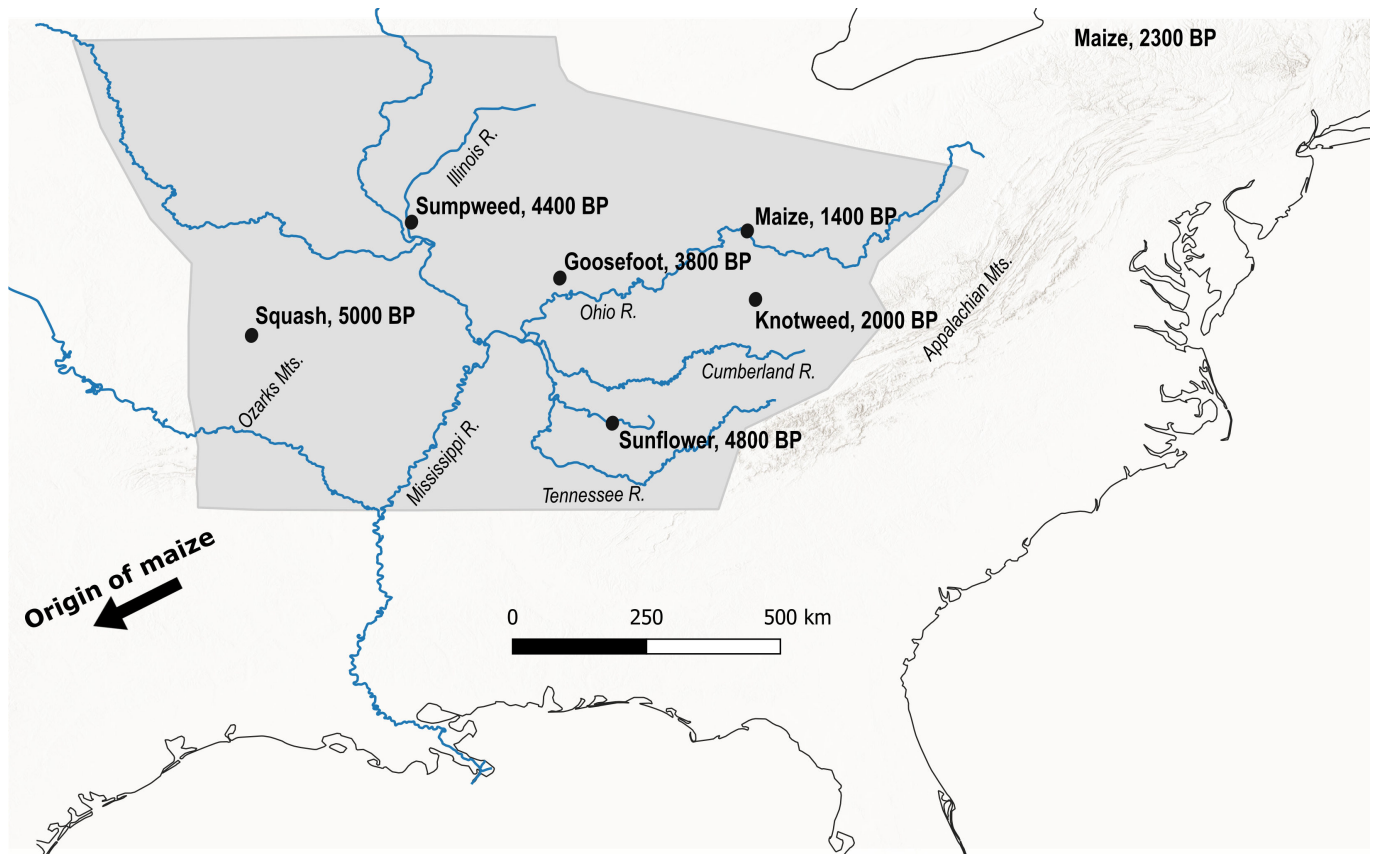 Maize, 2300 BP
Illinois R.
Sumpweed, 4400 BP
Maize, 1400 BP
Goosefoot, 3800 BP
Ohio R.
Knotweed, 2000 BP
Appalachian Mts.
Squash, 5000 BP
Ozarks Mts.
Cumberland R.
Mississippi R.
Sunflower, 4800 BP
Tennessee R.
Origin of maize
0 250 500 km